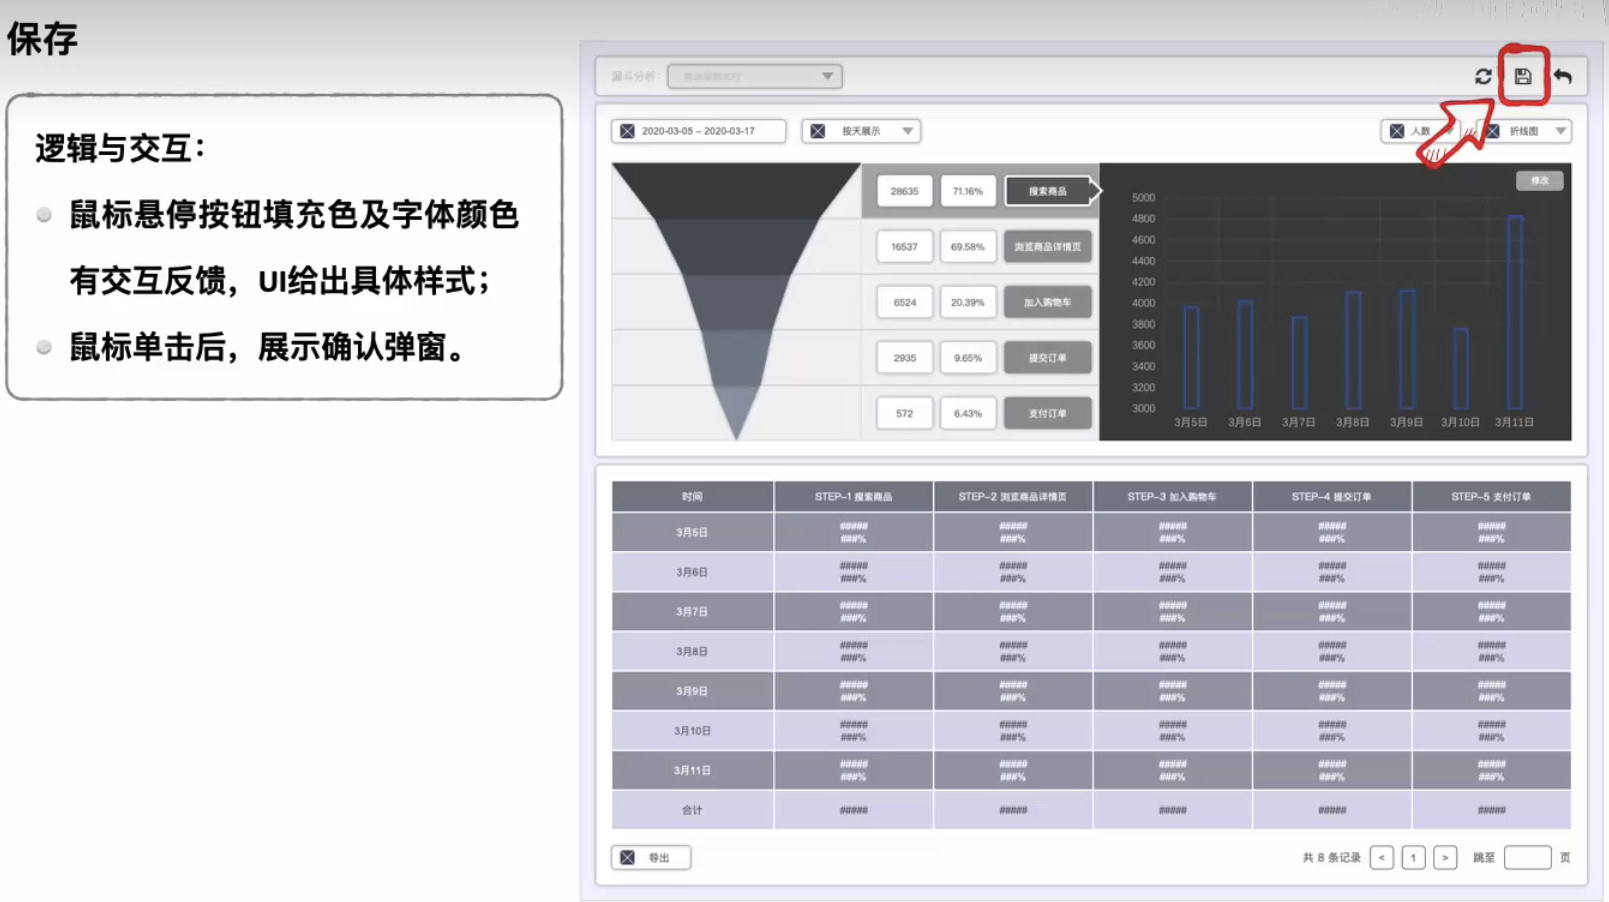 保存
逻辑与交互：
鼠标悬停按钮填充色及字体颜色
有交互反馈，UI给出具体样式；
鼠标单击后，展示确认弹窗。
漏斗分析：
2020-03-05 – 2020-03-17
按天展示
人数
折线图
28635
71.16%
搜索商品
16537
69.58%
浏览商品详情页
6524
20.39%
加入购物车
2935
9.65%
提交订单
572
6.43%
支付订单
修改
5000
4800
4600
4400
4200
4000
3800
3600
3400
3200
3000
3月5日 3月6日 3月7日 3月8日 3月9日 3月10日 3月11日
时间 STEP–1 搜索商品 STEP–2 浏览商品详情页 STEP–3 加入购物车 STEP–4 提交订单 STEP–5 支付订单
##### ##### ##### ##### #####
3月5日
###% ###% ###% ###% ###%
##### ##### ##### ##### #####
3月6日
###% ###% ###% ###% ###%
##### ##### ##### ##### #####
3月7日
###% ###% ###% ###% ###%
##### ##### ##### ##### #####
3月8日
###% ###% ###% ###% ###%
##### ##### ##### ##### #####
3月9日
###% ###% ###% ###% ###%
##### ##### ##### ##### #####
3月10日
###% ###% ###% ###% ###%
##### ##### ##### ##### #####
3月11日
###% ###% ###% ###% ###%
合计 ##### ##### ##### ##### #####
导出
共 8 条记录 < 1 > 跳至 页